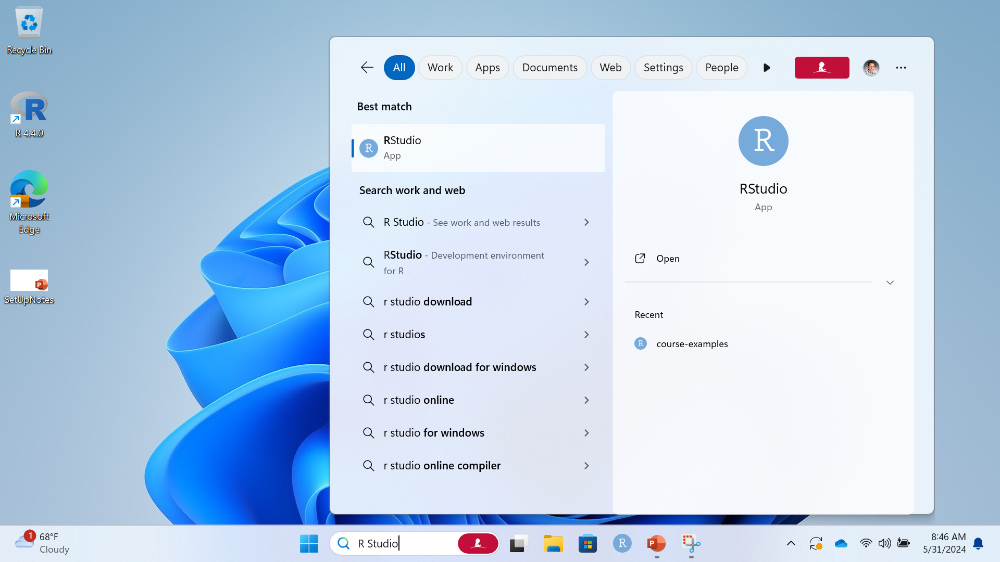 Recycle Bin
R 4.4.0
Microsoft
Edge
SetUpNotes
All
Work
Apps
Documents
Web
Settings
People
Best match
RStudio
App
Search work and web
R Studio - See work and web results
RStudio - Development environment
for R
r studio download
r studios
r studio download for windows
r studio online
r studio for windows
r studio online compiler
R
RStudio
App
Open
Recent
course-examples
1
68°F
Cloudy
R Studio
8:46 AM
5/31/2024